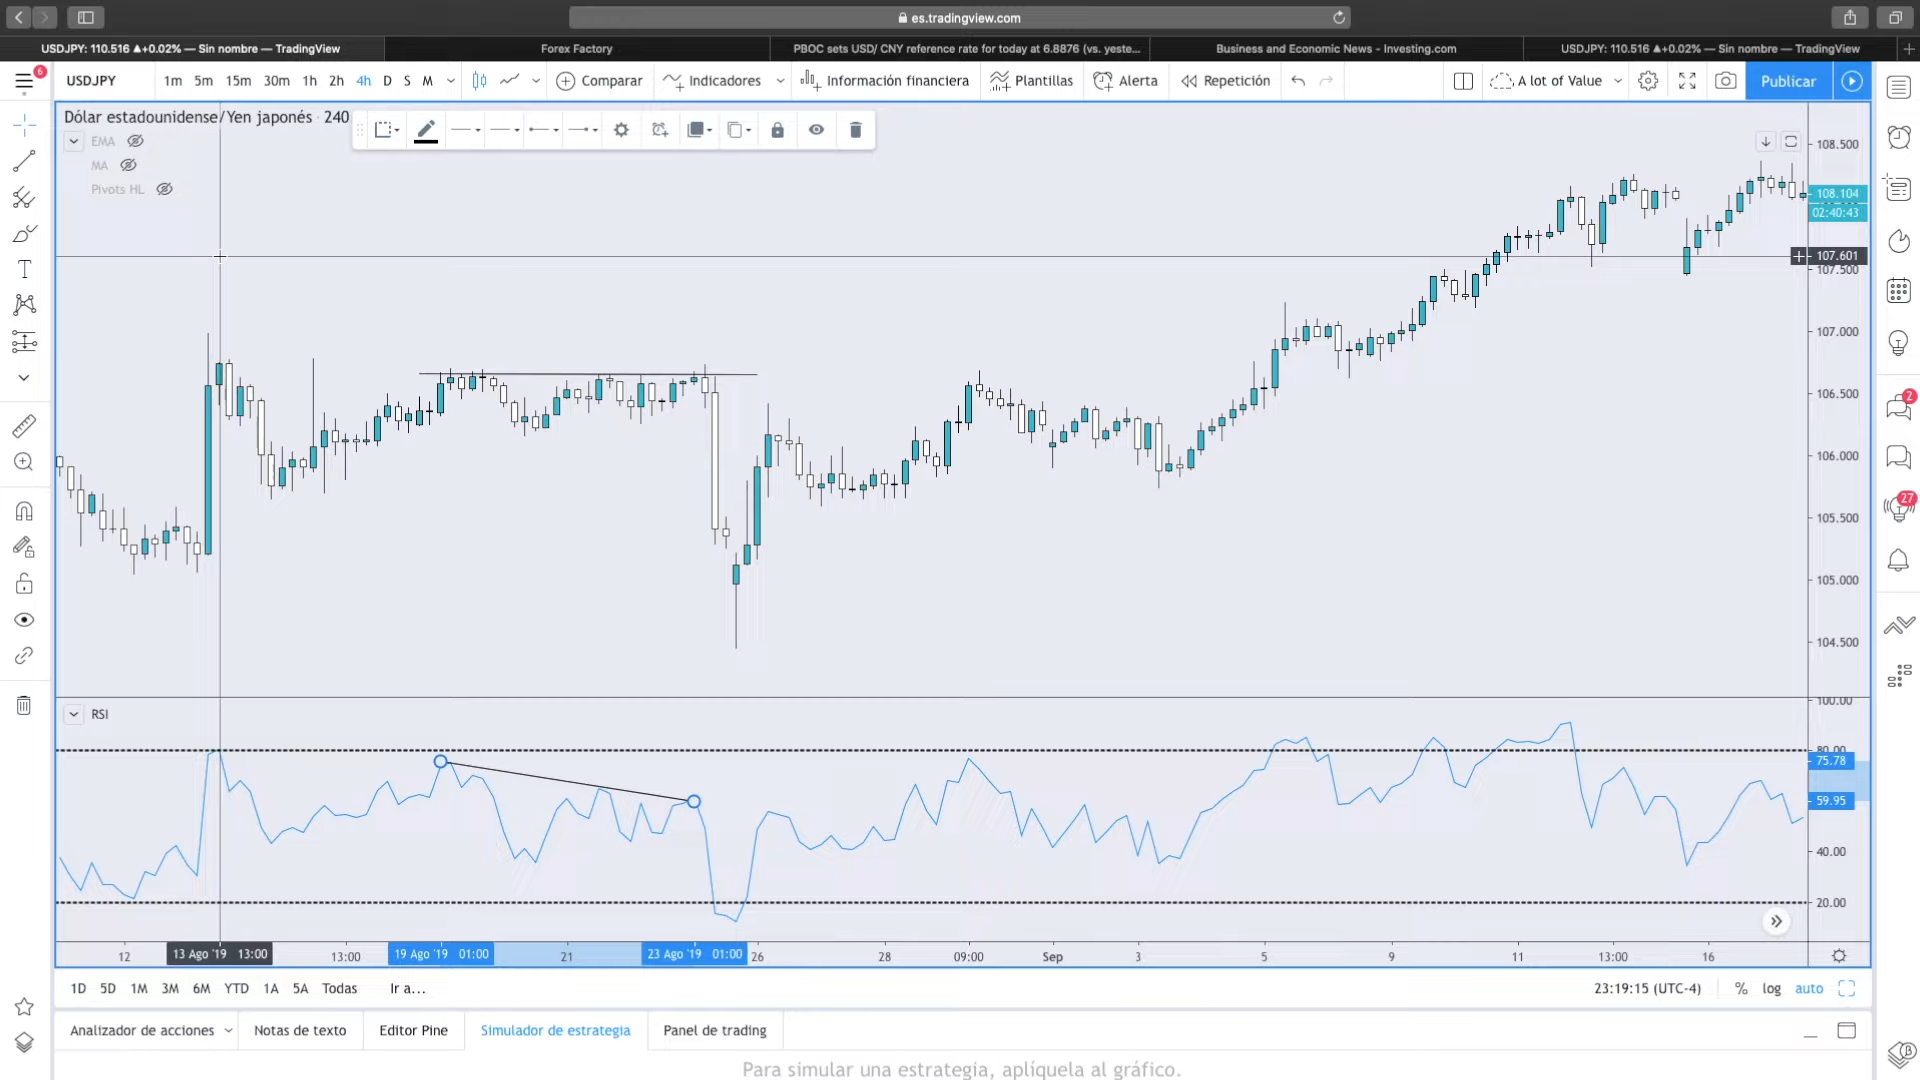 es.tradingview.com
USDJPY: 110.516 ▲+0.02% — Sin nombre — TradingView
Forex Factory
PBOC sets USD/ CNY reference rate for today at 6.8876 (vs. yeste...
Business and Economic News - Investing.com
USDJPY: 110.516 ▲+0.02% — Sin nombre — TradingView
6
USDJPY
1m 5m 15m 30m 1h 2h 4h D S M
Comparar
Indicadores
Información financiera
Plantillas
Alerta
Repetición
A lot of Value
Publicar
Dólar estadounidense/Yen japonés · 240
EMA
MA
Pivots HL
108.500
108.104
02:40:43
107.601
107.500
107.000
106.500
106.000
105.500
105.000
104.500
2
27
RSI
100.00
80.00
75.78
59.95
40.00
20.00
12
13 Ago '19 13:00
13:00
19 Ago '19 01:00
21
23 Ago '19 01:00
26
28
09:00
Sep
3
5
9
11
13:00
16
1D 5D 1M 3M 6M YTD 1A 5A Todas
Ir a...
23:19:15 (UTC-4)
% log auto
Analizador de acciones
Notas de texto
Editor Pine
Simulador de estrategia
Panel de trading
Para simular una estrategia, aplíquela al gráfico.